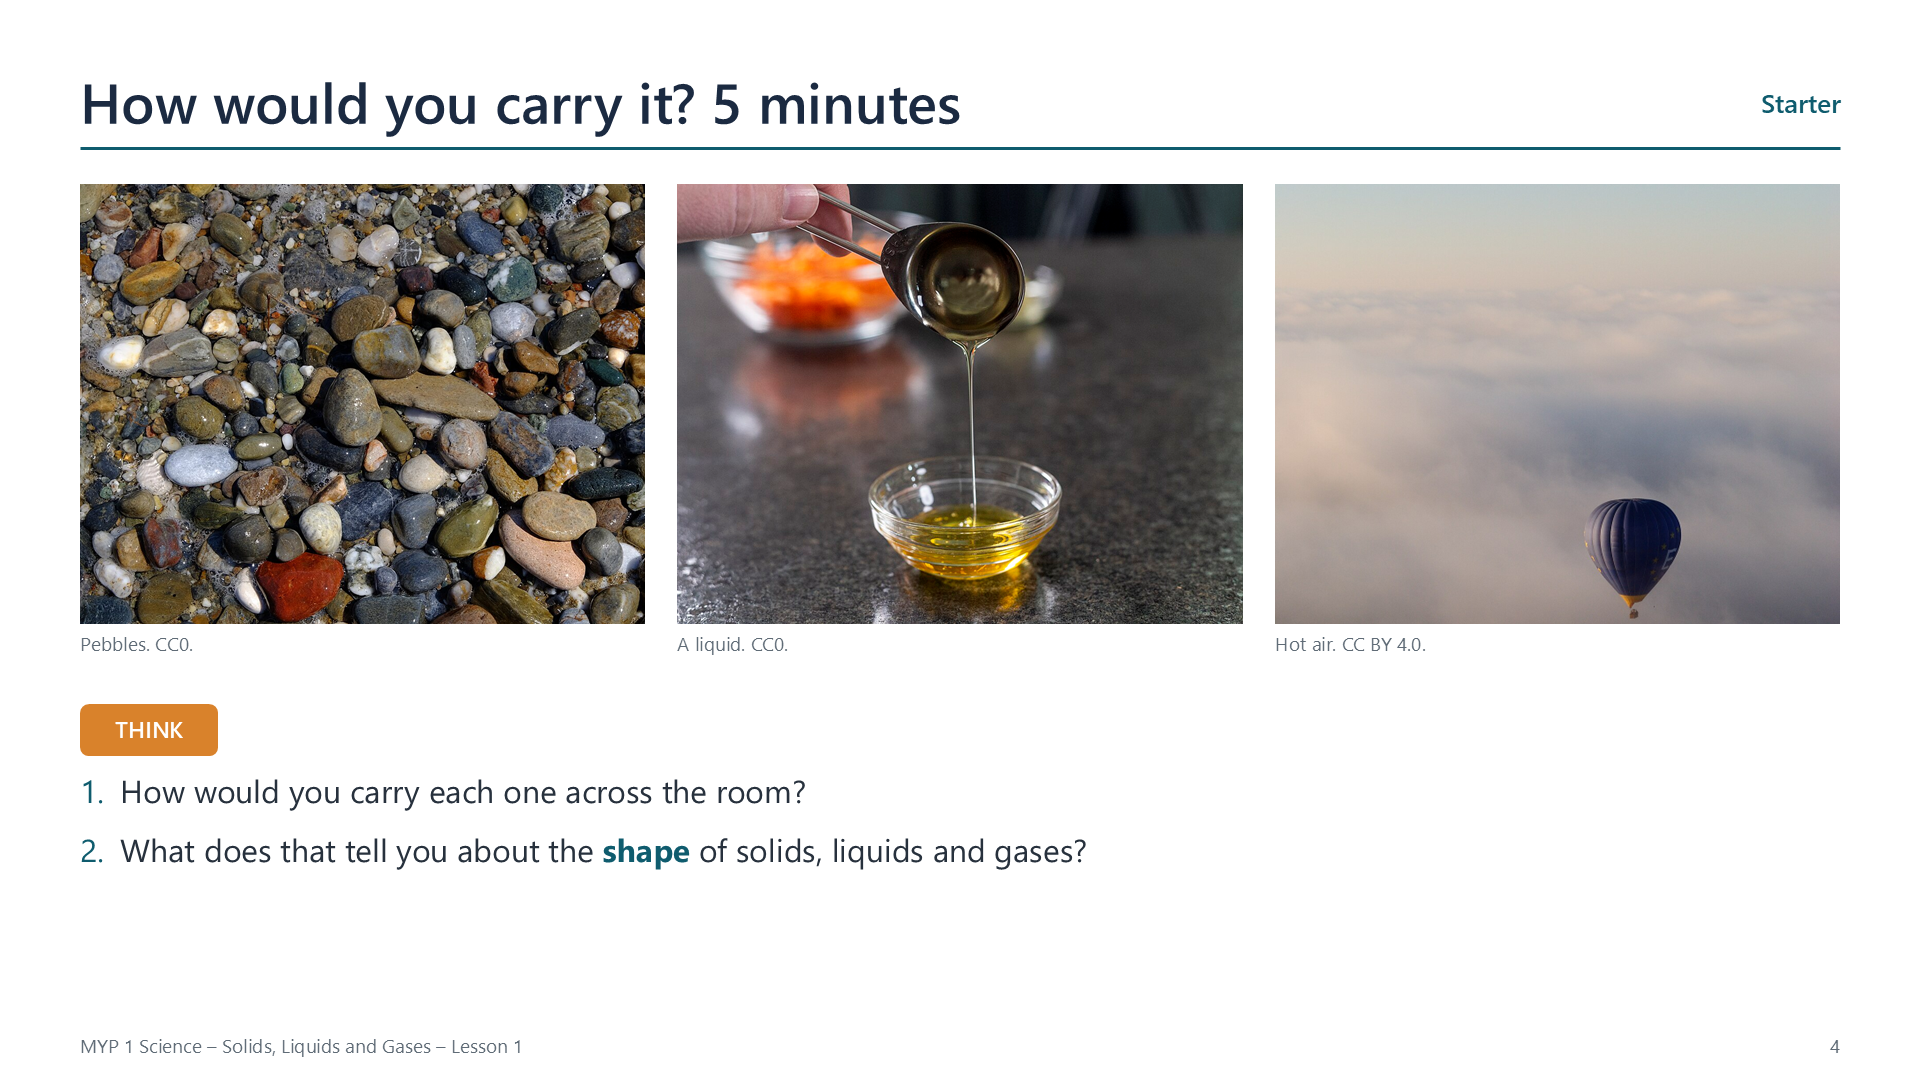 How would you carry it? 5 minutes
Starter
Pebbles. CC0.
A liquid. CC0.
Hot air. CC BY 4.0.
THINK
1. How would you carry each one across the room?
2. What does that tell you about the shape of solids, liquids and gases?
MYP 1 Science – Solids, Liquids and Gases – Lesson 1
4